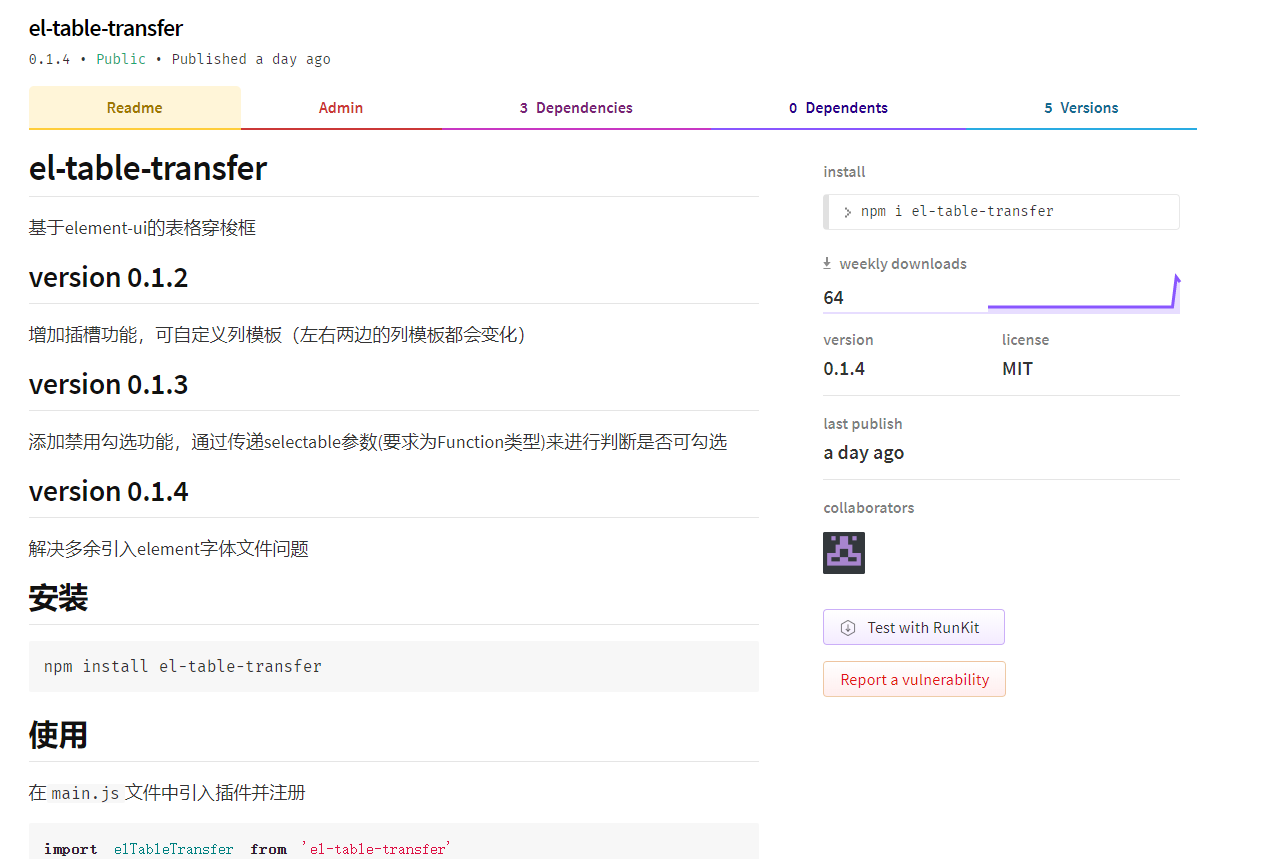 el-table-transfer
0.1.4 • Public • Published a day ago
Readme
Admin
3 Dependencies
0 Dependents
5 Versions
el-table-transfer
基于element-ui的表格穿梭框
version 0.1.2
增加插槽功能，可自定义列模板（左右两边的列模板都会变化）
version 0.1.3
添加禁用勾选功能，通过传递selectable参数(要求为Function类型)来进行判断是否可勾选
version 0.1.4
解决多余引入element字体文件问题
安装
npm install el-table-transfer
使用
在 main.js 文件中引入插件并注册
import elTableTransfer from 'el-table-transfer'
install
> npm i el-table-transfer
weekly downloads
64
version
license
0.1.4
MIT
last publish
a day ago
collaborators
Test with RunKit
Report a vulnerability